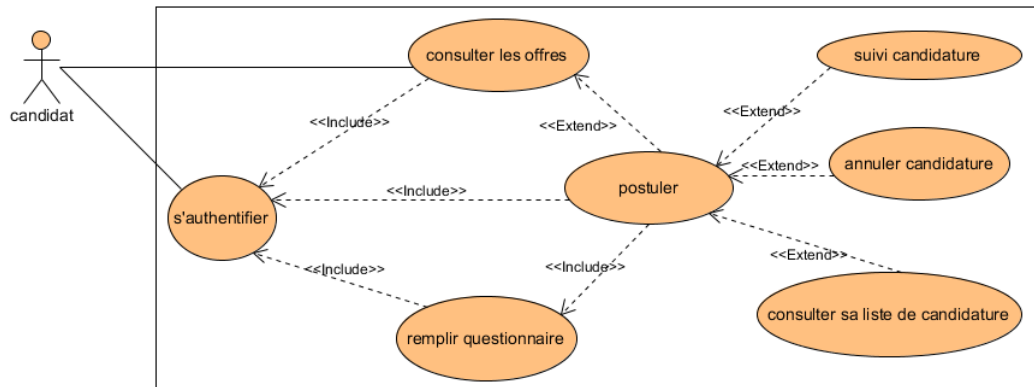 consulter les offres
suivi candidature
candidat
<<Include>>
<<Extend>>
<<Extend>>
annuler candidature
<<Extend>>
postuler
<<Include>>
s'authentifier
<<Include>>
<<Include>>
<<Extend>>
remplir questionnaire
consulter sa liste de candidature